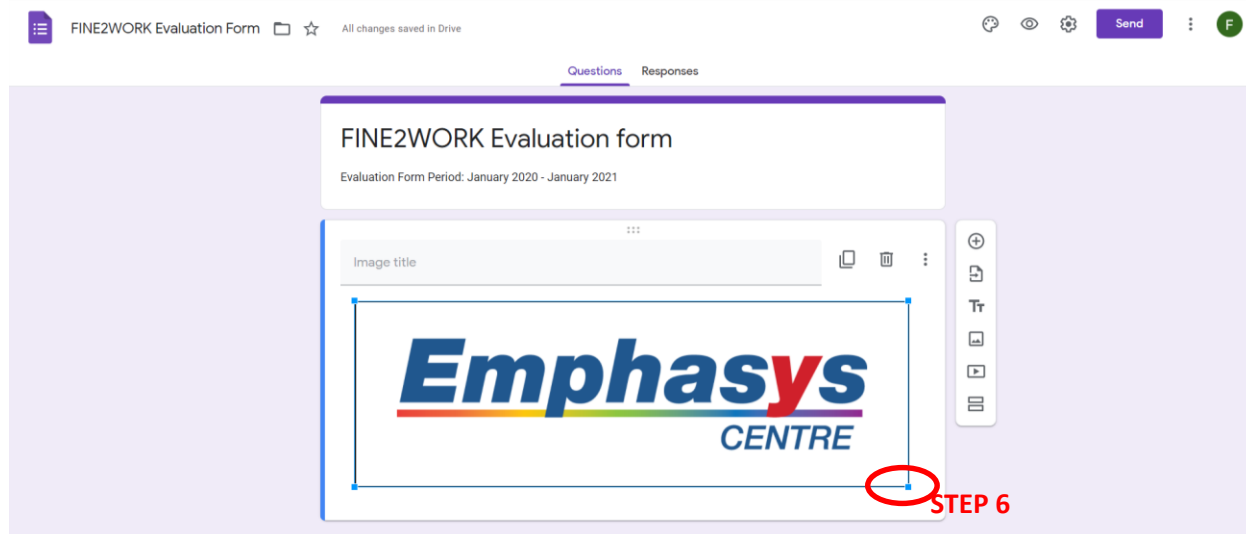 FINE2WORK Evaluation Form
All changes saved in Drive
Send
F
Questions Responses
FINE2WORK Evaluation form
Evaluation Form Period: January 2020 - January 2021
Image title
Tт
Emphasys
CENTRE
STEP 6